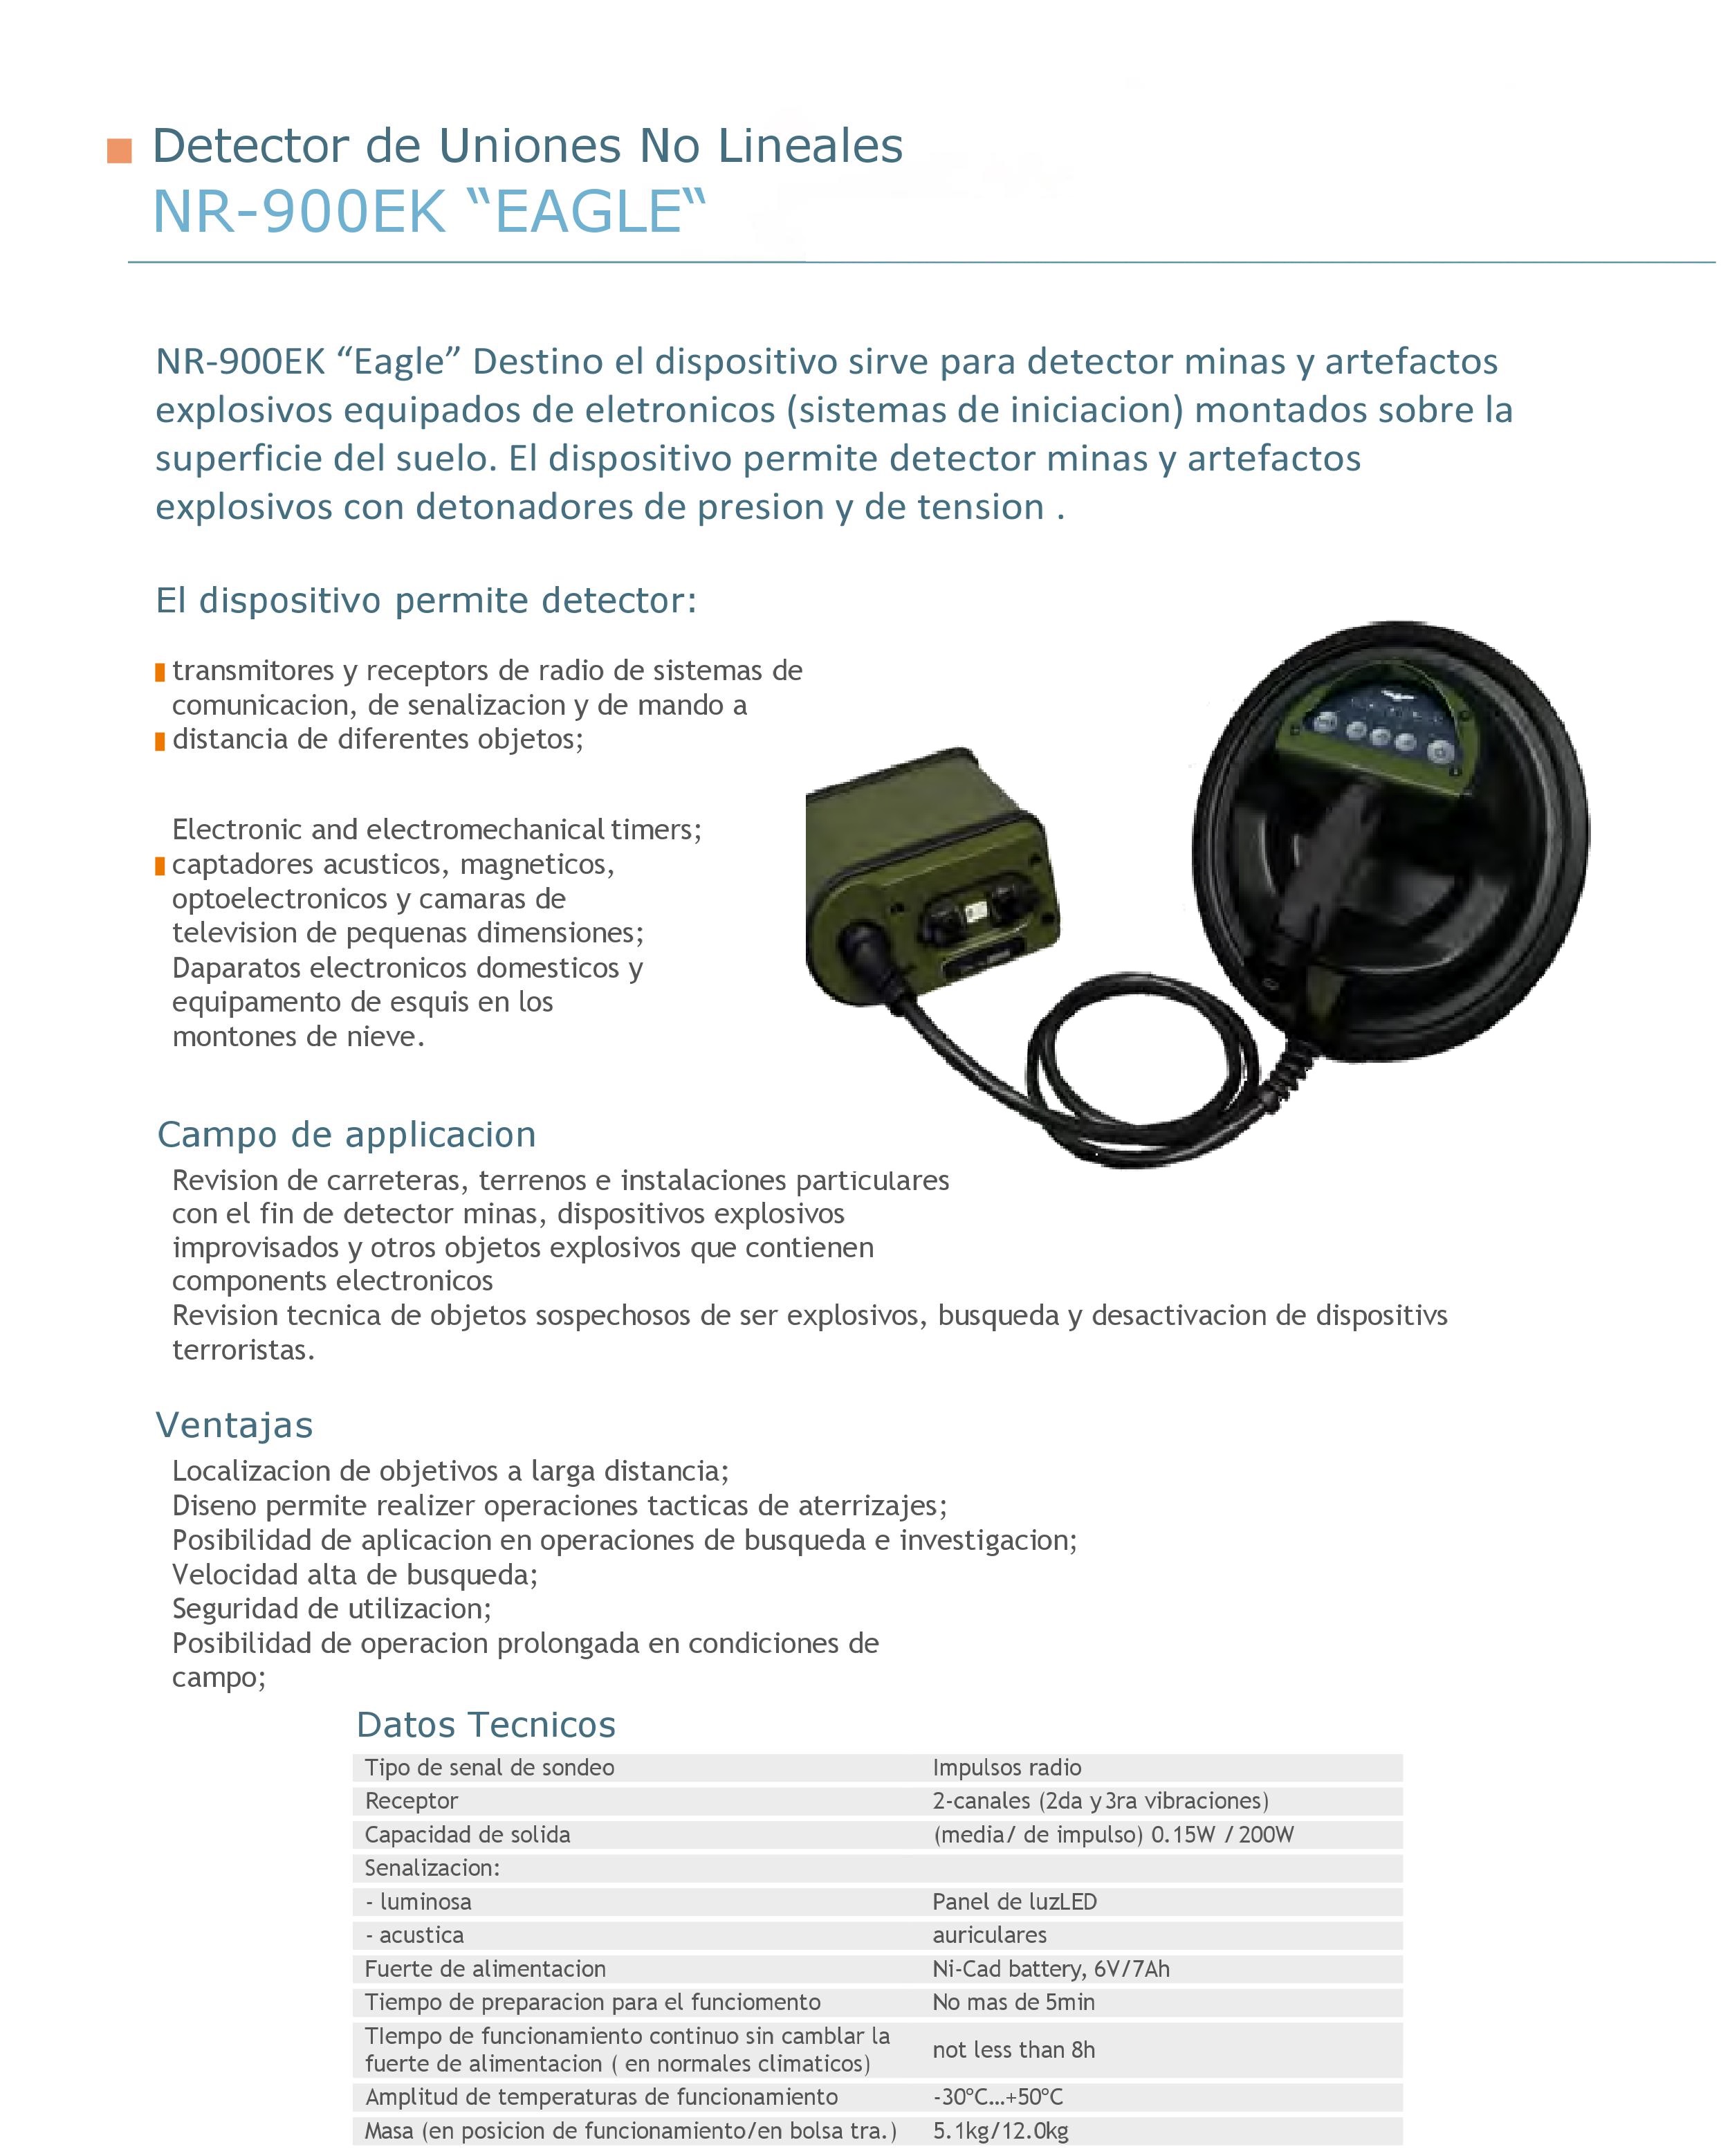 Detector de Uniones No Lineales
NR-900EK “EAGLE“
NR-900EK “Eagle” Destino el dispositivo sirve para detector minas y artefactos
explosivos equipados de eletronicos (sistemas de iniciacion) montados sobre la
superficie del suelo. El dispositivo permite detector minas y artefactos
explosivos con detonadores de presion y de tension .
El dispositivo permite detector:
transmitores y receptors de radio de sistemas de
comunicacion, de senalizacion y de mando a
distancia de diferentes objetos;
Electronic and electromechanical timers;
captadores acusticos, magneticos,
optoelectronicos y camaras de
television de pequenas dimensiones;
Daparatos electronicos domesticos y
equipamento de esquis en los
montones de nieve.
Campo de applicacion
Revision de carreteras, terrenos e instalaciones particulares
con el fin de detector minas, dispositivos explosivos
improvisados y otros objetos explosivos que contienen
components electronicos
Revision tecnica de objetos sospechosos de ser explosivos, busqueda y desactivacion de dispositivs
terroristas.
Ventajas
Localizacion de objetivos a larga distancia;
Diseno permite realizer operaciones tacticas de aterrizajes;
Posibilidad de aplicacion en operaciones de busqueda e investigacion;
Velocidad alta de busqueda;
Seguridad de utilizacion;
Posibilidad de operacion prolongada en condiciones de
campo;
Datos Tecnicos
Tipo de senal de sondeo Impulsos radio
Receptor 2-canales (2da y 3ra vibraciones)
Capacidad de solida (media/ de impulso) 0.15W / 200W
Senalizacion:
- luminosa Panel de luzLED
- acustica auriculares
Fuerte de alimentacion Ni-Cad battery, 6V/7Ah
Tiempo de preparacion para el funciomento No mas de 5min
TIempo de funcionamiento continuo sin camblar la
fuerte de alimentacion ( en normales climaticos) not less than 8h
Amplitud de temperaturas de funcionamiento -30°C…+50°C
Masa (en posicion de funcionamiento/en bolsa tra.) 5.1kg/12.0kg